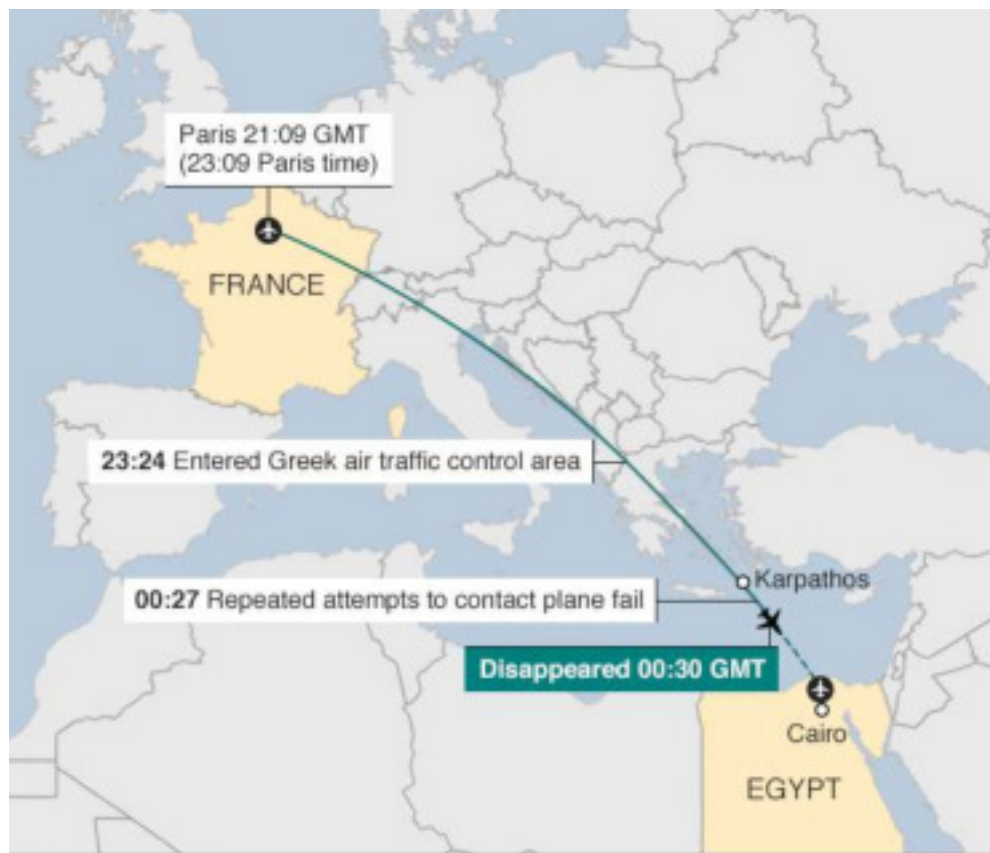 Paris 21:09 GMT
(23:09 Paris time)
FRANCE
23:24 Entered Greek air traffic control area
Karpathos
00:27 Repeated attempts to contact plane fail
Disappeared 00:30 GMT
Cairo
EGYPT